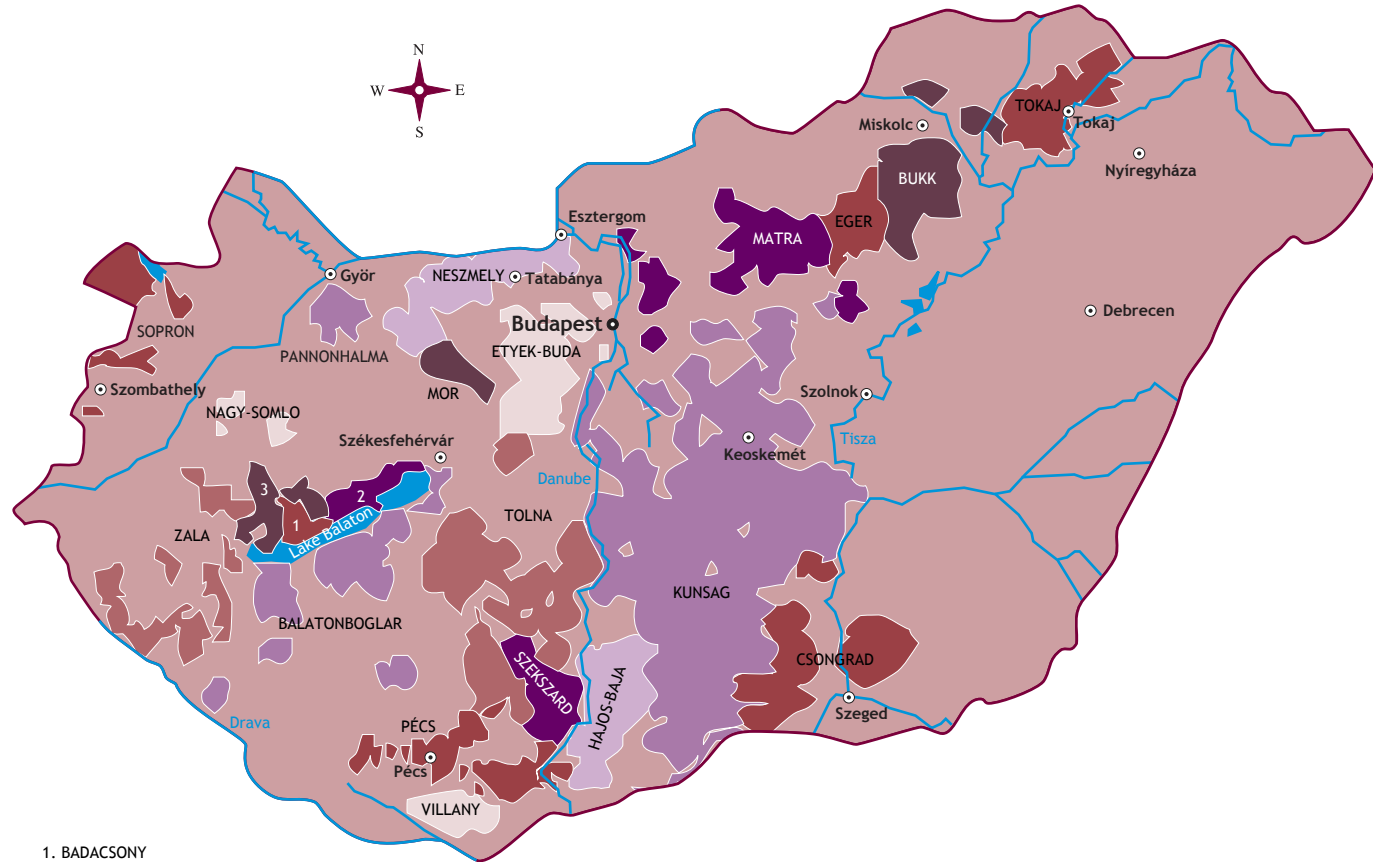 N
W
E
S
TOKAJ
Tokaj
Miskolc
Nyíregyháza
BUKK
EGER
MATRA
Esztergom
NESZMELY
Tatabánya
Györ
SOPRON
PANNONHALMA
Budapest
ETYEK-BUDA
Debrecen
Szombathely
MOR
NAGY-SOMLO
Szolnok
Székesfehérvár
Keoskemét
Tisza
Danube
3
2
1
Lake Balaton
TOLNA
ZALA
KUNSAG
BALATONBOGLAR
CSONGRAD
SZEKSZARD
HAJOS-BAJA
Szeged
Drava
PÉCS
Pécs
VILLANY
1. BADACSONY